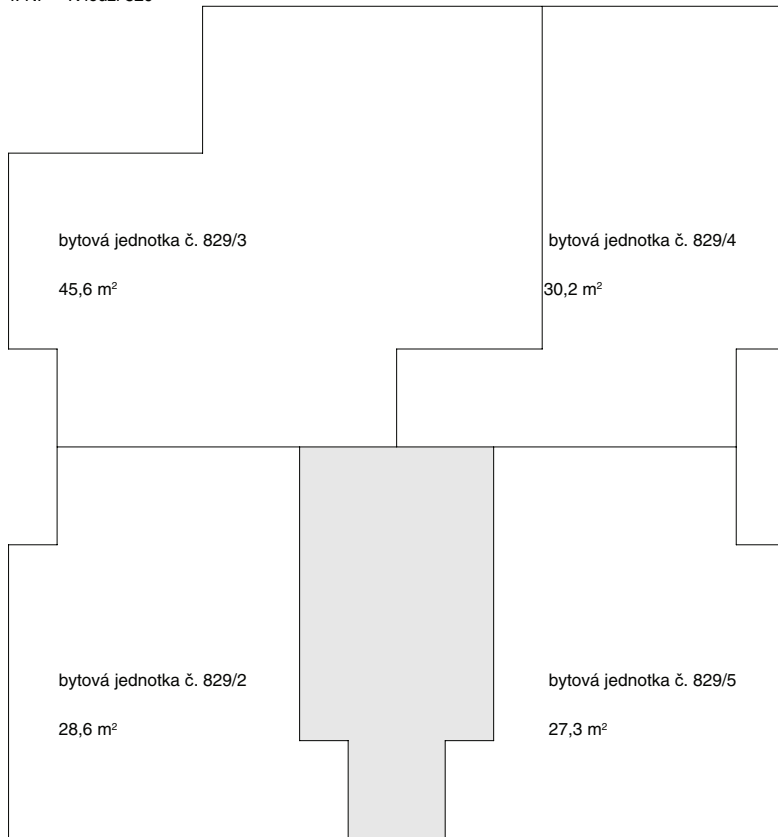 bytová jednotka č. 829/3
45,6 m²
bytová jednotka č. 829/4
30,2 m²
bytová jednotka č. 829/2
28,6 m²
bytová jednotka č. 829/5
27,3 m²